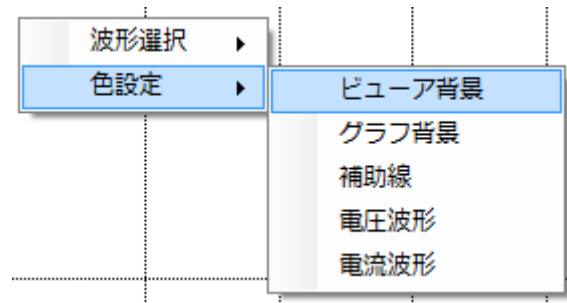 波形選択
色設定
ビューア背景
グラフ背景
補助線
電圧波形
電流波形